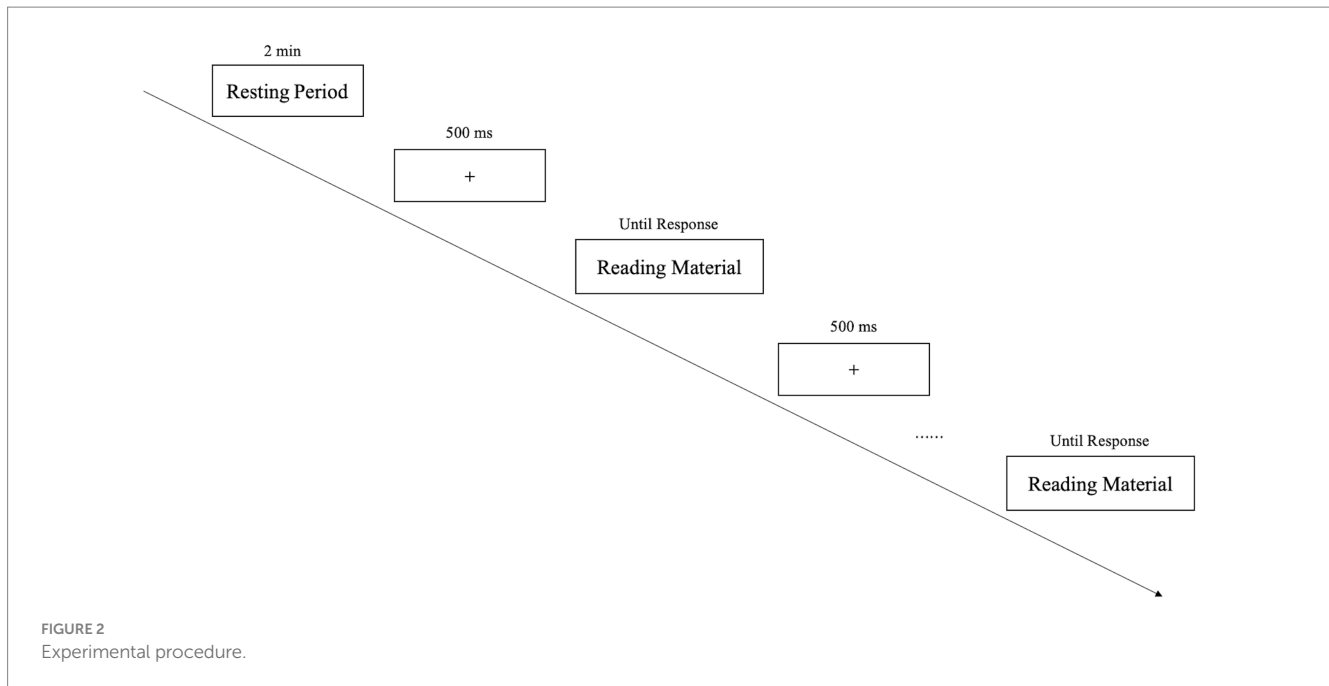 2 min
Resting Period
500 ms
+
Until Response
Reading Material
500 ms
+
……
Until Response
Reading Material
FIGURE 2
Experimental procedure.